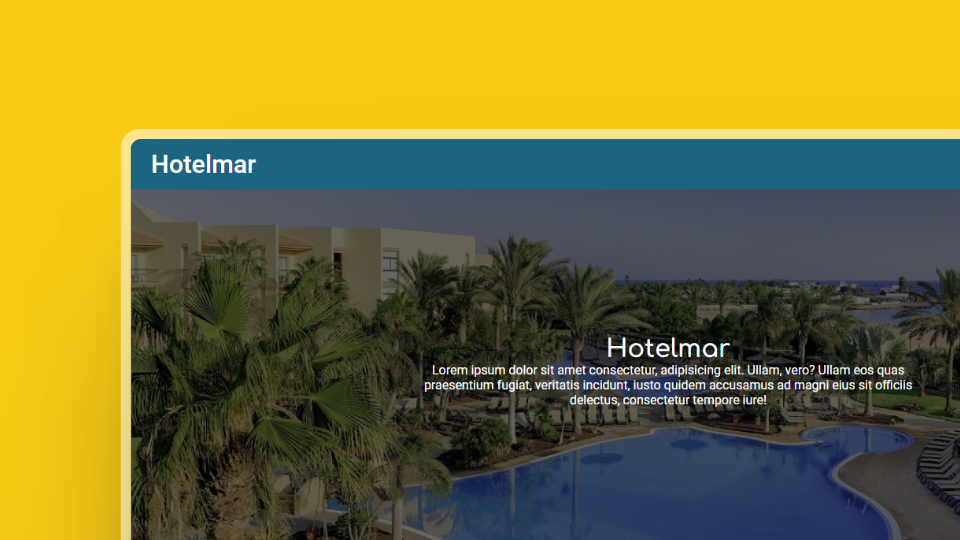 Hotelmar
Hotelmar
Lorem ipsum dolor sit amet consectetur, adipisicing elit. Ullam, vero? Ullam eos quas
praesentium fugiat, veritatis incidunt, iusto quidem accusamus ad magni eius sit officiis
delectus, consectetur tempore iure!